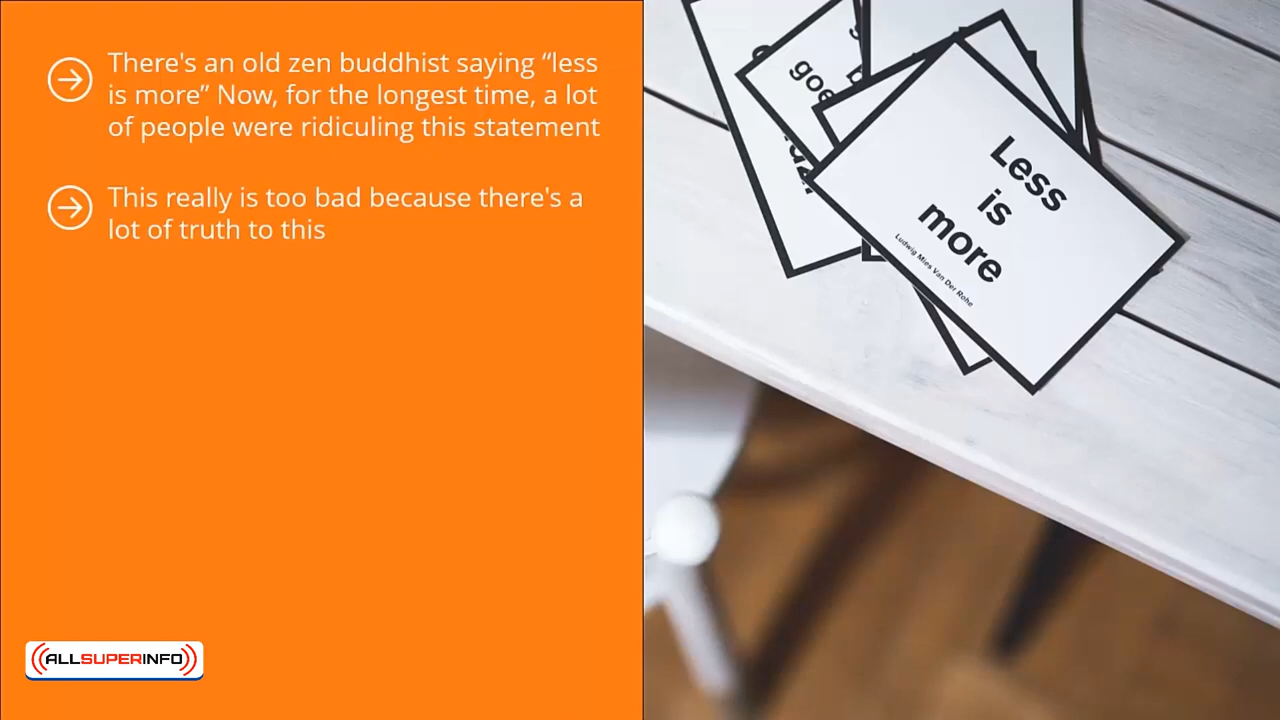 There's an old zen buddhist saying “less
is more” Now, for the longest time, a lot
of people were ridiculing this statement
This really is too bad because there's a
lot of truth to this
ALLSUPERINFO
Less
is
more
Ludwig Mies Van Der Rohe